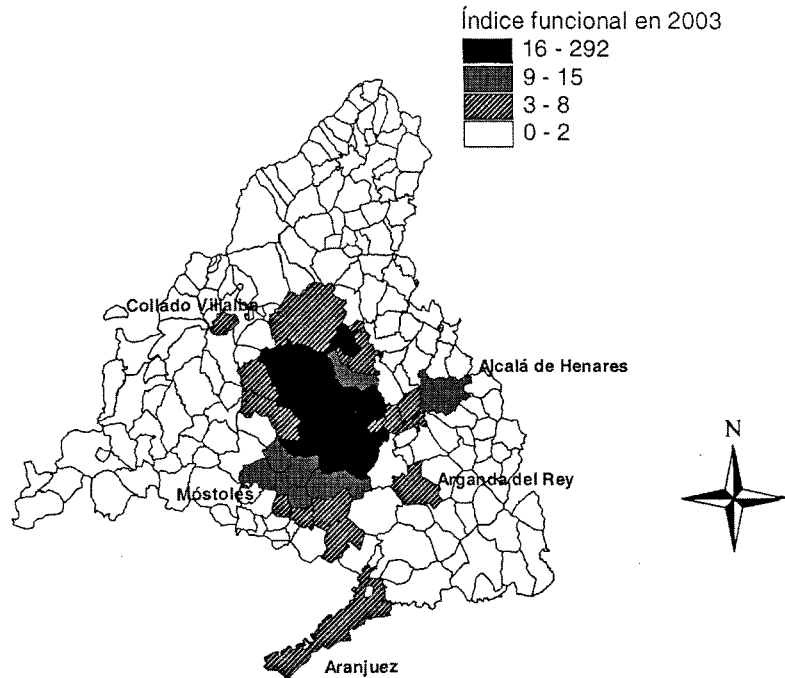 Índice funcional en 2003
16 - 292
9 - 15
3 - 8
0 - 2
Collado Villalba
Alcalá de Henares
N
Móstoles
Arganda del Rey
Aranjuez